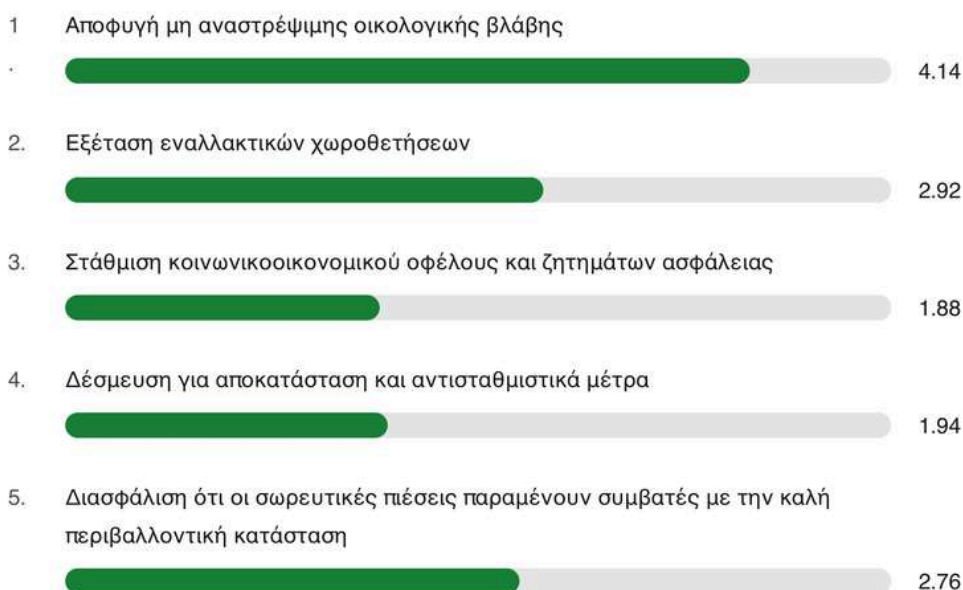 1 Αποφυγή μη αναστρέψιμης οικολογικής βλάβης
.
4.14
2. Εξέταση εναλλακτικών χωροθετήσεων
2.92
3. Στάθμιση κοινωνικοοικονομικού οφέλους και ζητημάτων ασφάλειας
1.88
4. Δέσμευση για αποκατάσταση και αντισταθμιστικά μέτρα
1.94
5. Διασφάλιση ότι οι σωρευτικές πιέσεις παραμένουν συμβατές με την καλή
περιβαλλοντική κατάσταση
2.76